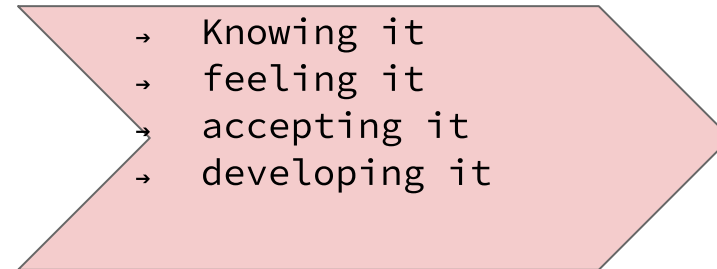 ➔ Knowing it
➔ feeling it
➔ accepting it
➔ developing it